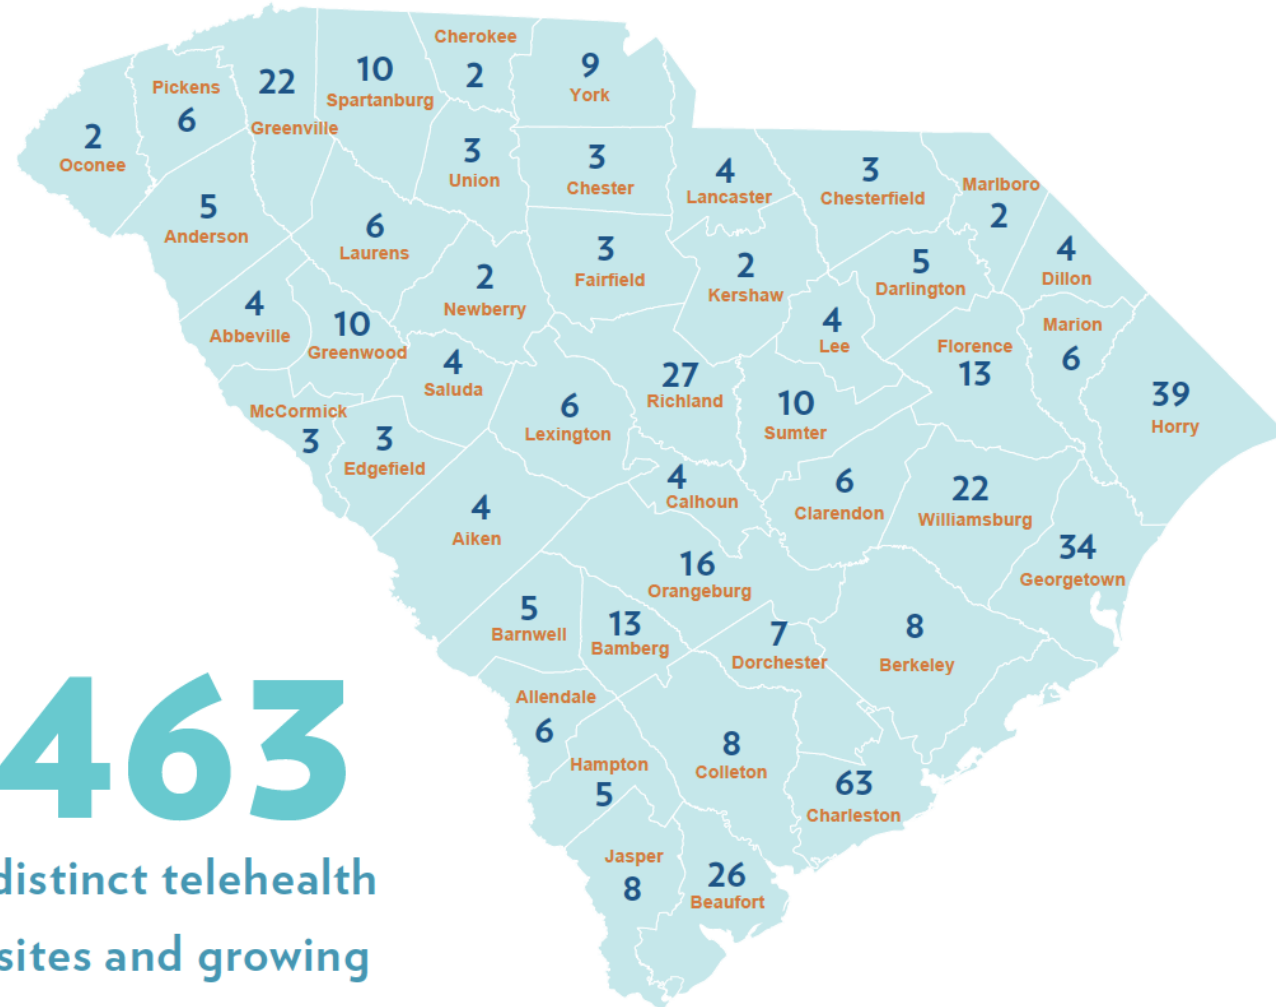 Cherokee
2
9
York
10
Spartanburg
22
Greenville
Pickens
6
2
Oconee
3
Union
3
Chester
4
Lancaster
3
Chesterfield
Marlboro
2
5
Anderson
6
Laurens
2
Newberry
3
Fairfield
2
Kershaw
5
Darlington
4
Dillon
4
Abbeville
10
Greenwood
4
Saluda
4
Lee
Florence
13
Marion
6
39
Horry
McCormick
3
3
Edgefield
6
Lexington
27
Richland
10
Sumter
4
Aiken
4
Calhoun
6
Clarendon
22
Williamsburg
34
Georgetown
16
Orangeburg
5
Barnwell
13
Bamberg
7
Dorchester
8
Berkeley
Allendale
6
Hampton
5
8
Colleton
63
Charleston
Jasper
8
26
Beaufort
463
distinct telehealth
sites and growing